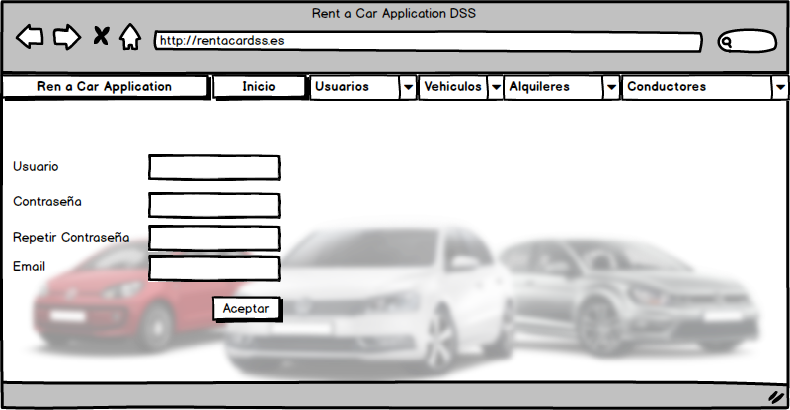 Rent a Car Application DSS
http://rentacardss.es
Ren a Car Application Inicio Usuarios Vehiculos Alquileres Conductores
Usuario
Contraseña
Repetir Contraseña
Email
Aceptar